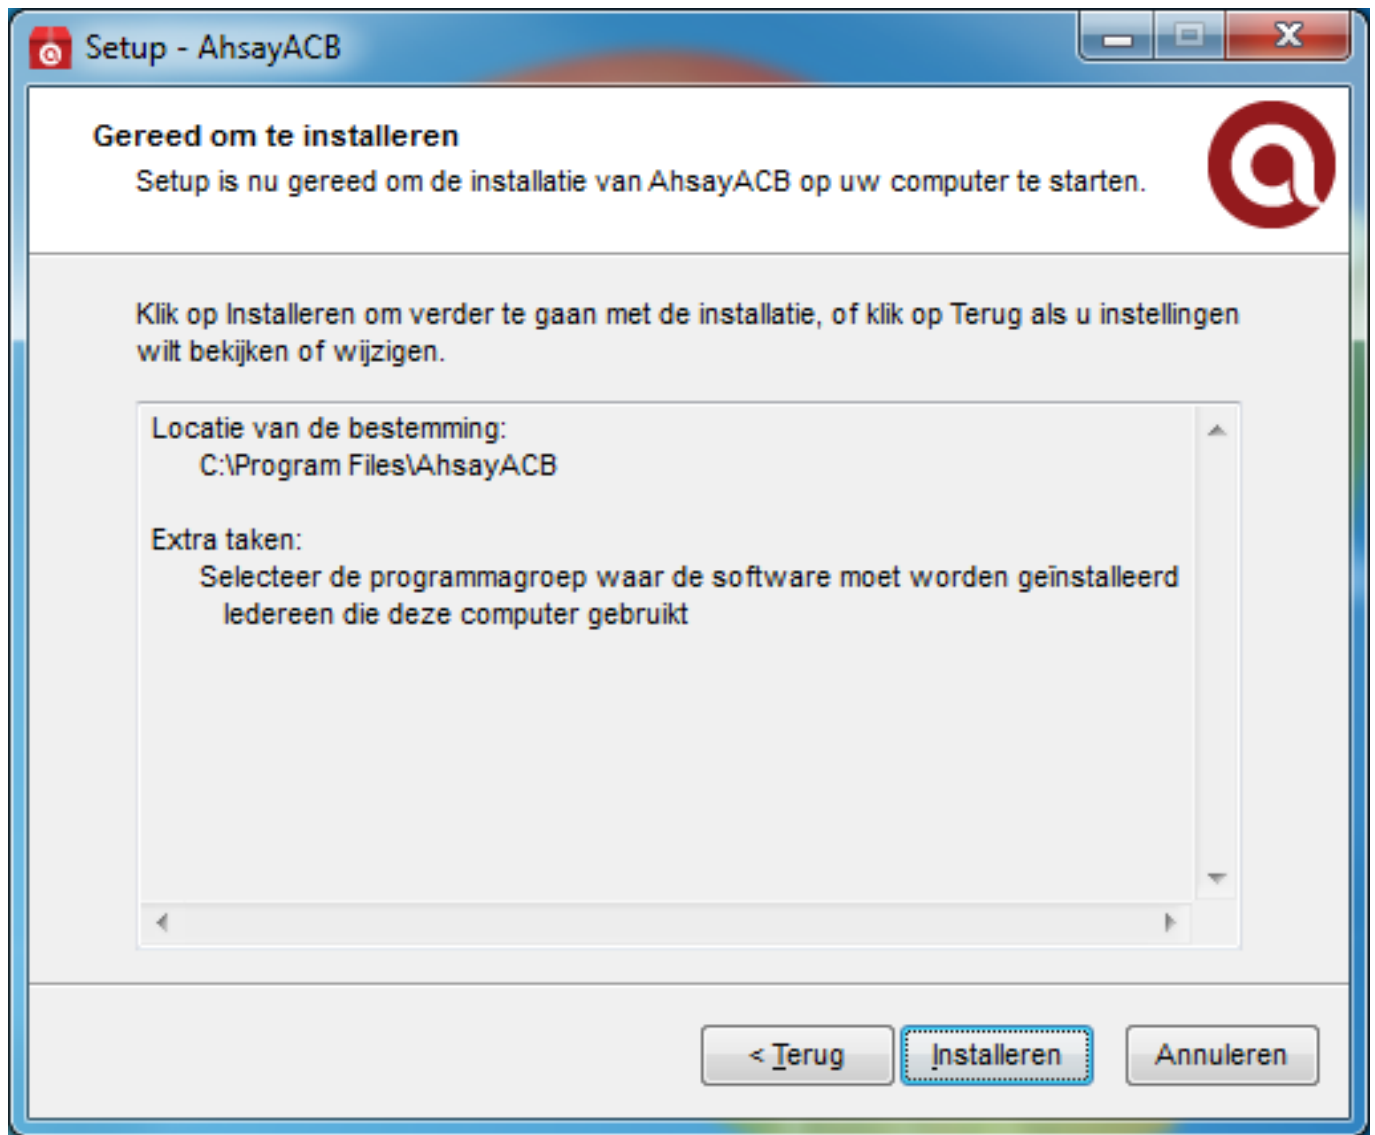 Setup - AhsayACB
Gereed om te installeren
Setup is nu gereed om de installatie van AhsayACB op uw computer te starten.
Klik op Installeren om verder te gaan met de installatie, of klik op Terug als u instellingen
wilt bekijken of wijzigen.
Locatie van de bestemming:
C:\Program Files\AhsayACB
Extra taken:
Selecteer de programmagroep waar de software moet worden geïnstalleerd
Iedereen die deze computer gebruikt
< Terug
Installeren
Annuleren